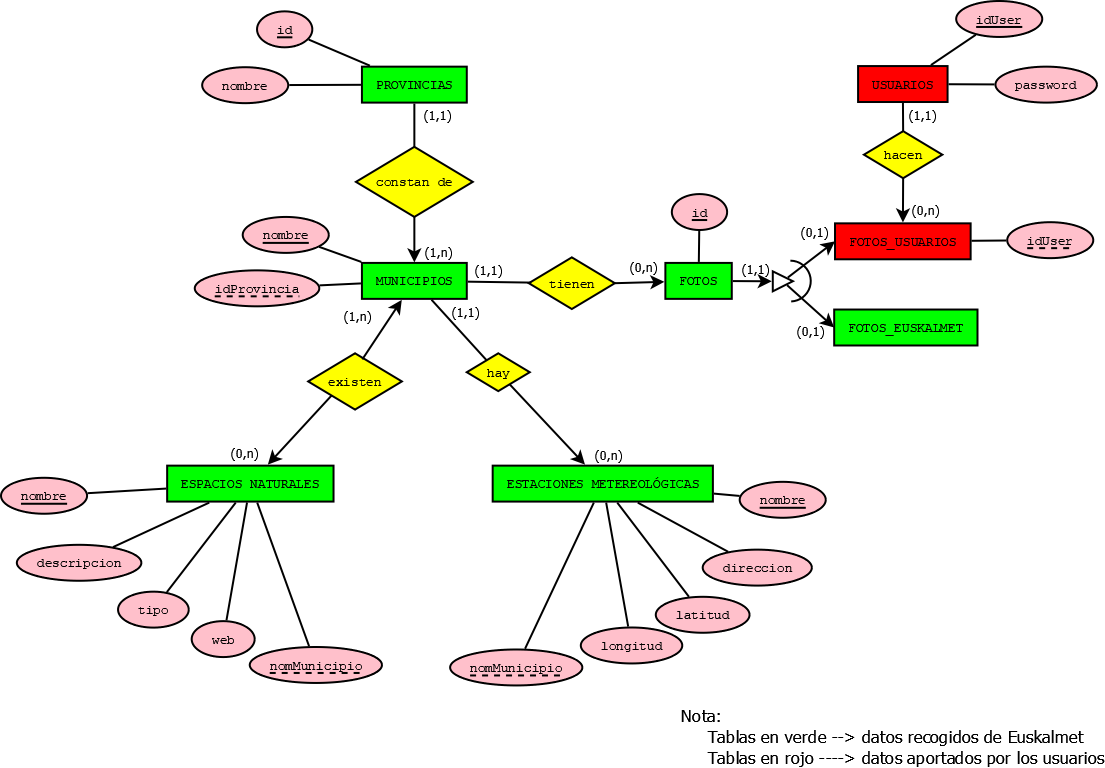 idUser
id
nombre
PROVINCIAS
USUARIOS
password
(1,1)
(1,1)
hacen
constan de
id
(0,n)
nombre
(0,1)
FOTOS_USUARIOS
idUser
(1,n)
idProvincia
MUNICIPIOS
(1,1)
tienen
(0,n)
FOTOS
(1,1)
(1,n)
(1,1)
(0,1)
FOTOS_EUSKALMET
existen
hay
(0,n)
(0,n)
nombre
ESPACIOS NATURALES
ESTACIONES METEREOLÓGICAS
nombre
descripcion
direccion
tipo
latitud
web
longitud
nomMunicipio
nomMunicipio
Nota:
Tablas en verde --> datos recogidos de Euskalmet
Tablas en rojo ----> datos aportados por los usuarios